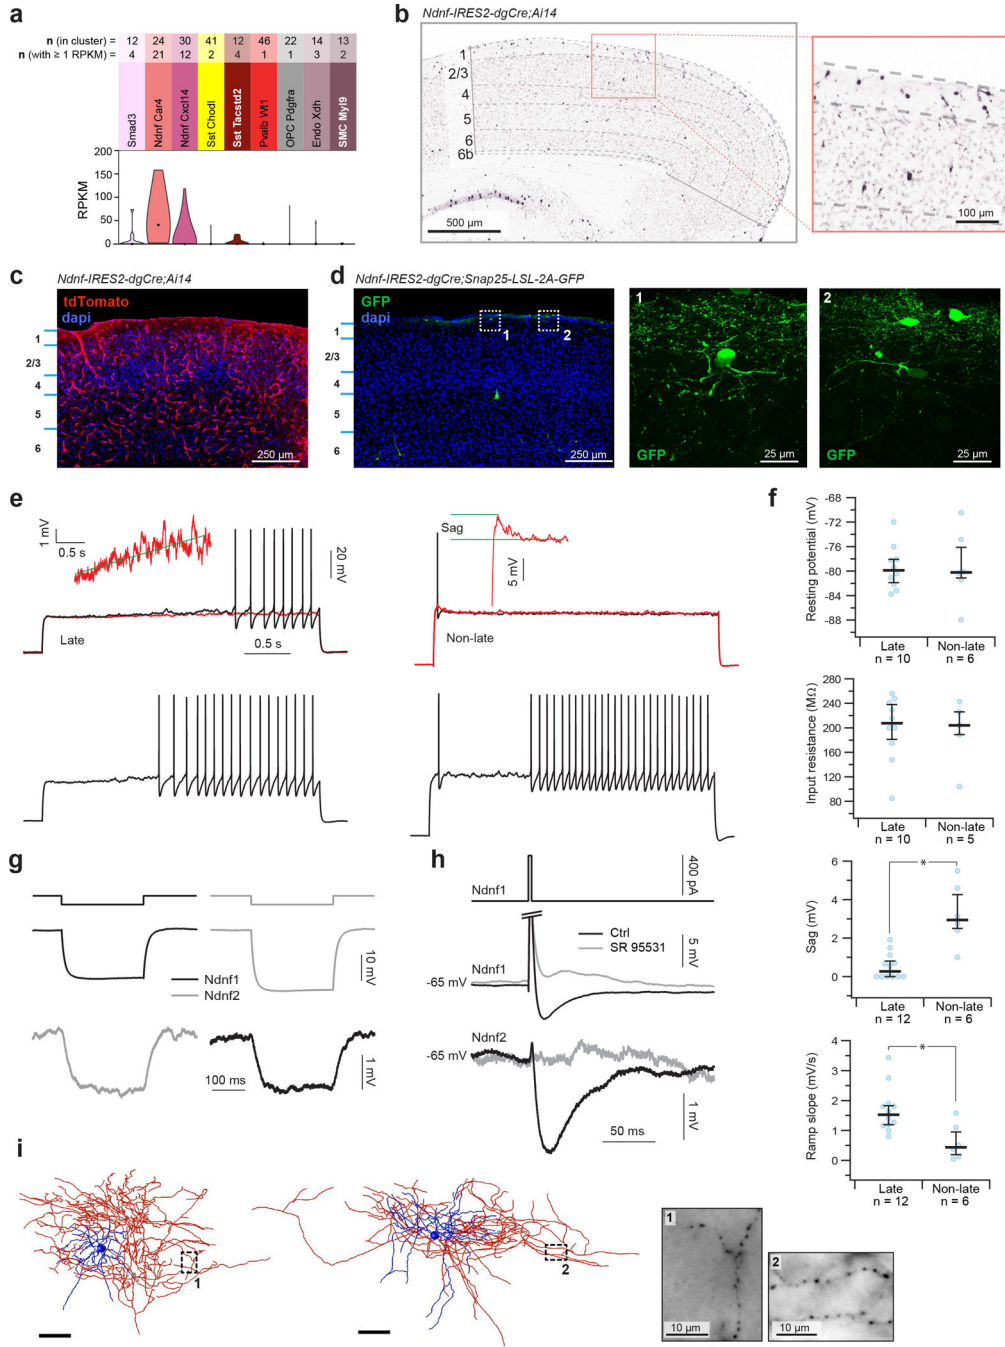 a
n (in cluster) = 12 24 30 41 12 46 22 14 13
n (with ≥ 1 RPKM) = 4 21 12 2 4 1 1 3 2
Smad3
Ndnf Car4
Ndnf Cxcl14
Sst Chodl
Sst Tacstd2
Pvalb Wt1
OPC Pdgfra
Endo Xdh
SMC Myl9
RPKM
200
150
100
50
0
b
Ndnf-IRES2-dgCre;Ai14
1
2/3
4
5
6
6b
500 µm
100 µm
c
Ndnf-IRES2-dgCre;Ai14
tdTomato
dapi
1
2/3
4
5
6
250 µm
d
Ndnf-IRES2-dgCre;Snap25-LSL-2A-GFP
GFP
dapi
1
2
1
2/3
4
5
6
250 µm
1
GFP
25 µm
2
GFP
25 µm
e
1 mV
0.5 s
20 mV
Late
0.5 s
Sag
5 mV
Non-late
f
Resting potential (mV)
-68
-72
-76
-80
-84
-88
Late Non-late
n = 10 n = 6
Input resistance (MΩ)
280
240
200
160
120
80
Late Non-late
n = 10 n = 5
Sag (mV)
6
4
2
0
*
Late Non-late
n = 12 n = 6
Ramp slope (mV/s)
4
3
2
1
0
*
Late Non-late
n = 12 n = 6
g
10 mV
Ndnf1
Ndnf2
100 ms
1 mV
h
Ndnf1
400 pA
Ctrl
SR 95531
Ndnf1
5 mV
-65 mV
Ndnf2
-65 mV
1 mV
50 ms
i
1
2
1
10 µm
2
10 µm